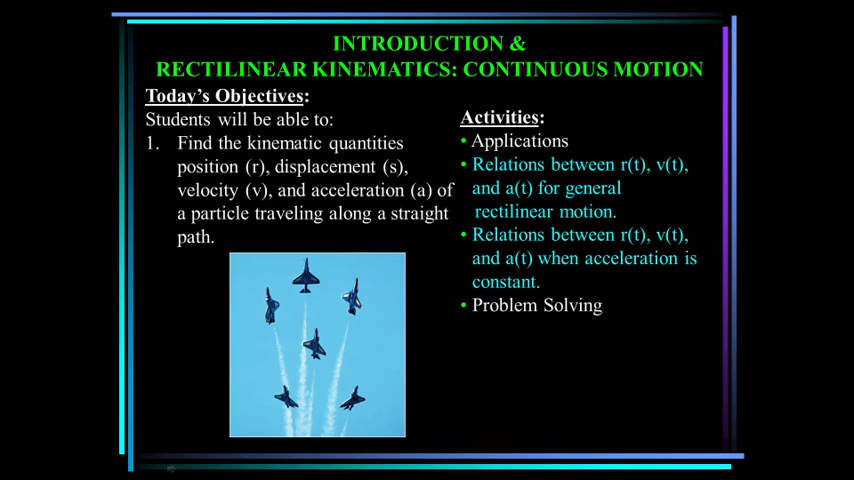 INTRODUCTION &
RECTILINEAR KINEMATICS: CONTINUOUS MOTION
Today’s Objectives:
Students will be able to:
1. Find the kinematic quantities
position (r), displacement (s),
velocity (v), and acceleration (a) of
a particle traveling along a straight
path.
Activities:
• Applications
• Relations between r(t), v(t),
and a(t) for general
rectilinear motion.
• Relations between r(t), v(t),
and a(t) when acceleration is
constant.
• Problem Solving